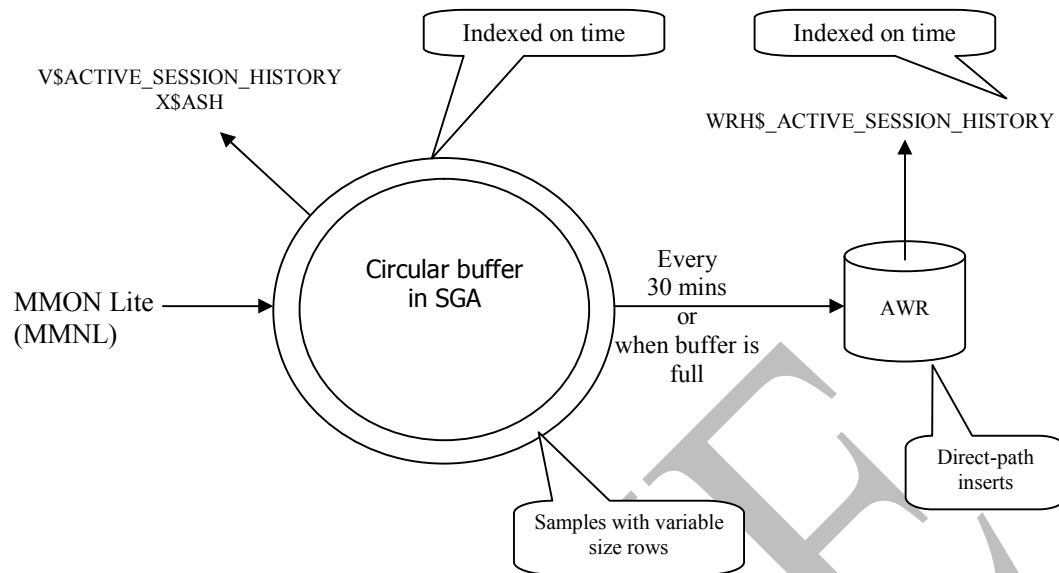 Indexed on time
Indexed on time
V$ACTIVE_SESSION_HISTORY
X$ASH
WRH$_ACTIVE_SESSION_HISTORY
MMON Lite
(MMNL)
Circular buffer
in SGA
Every
30 mins
or
when buffer is
full
AWR
Direct-path
inserts
Samples with variable
size rows